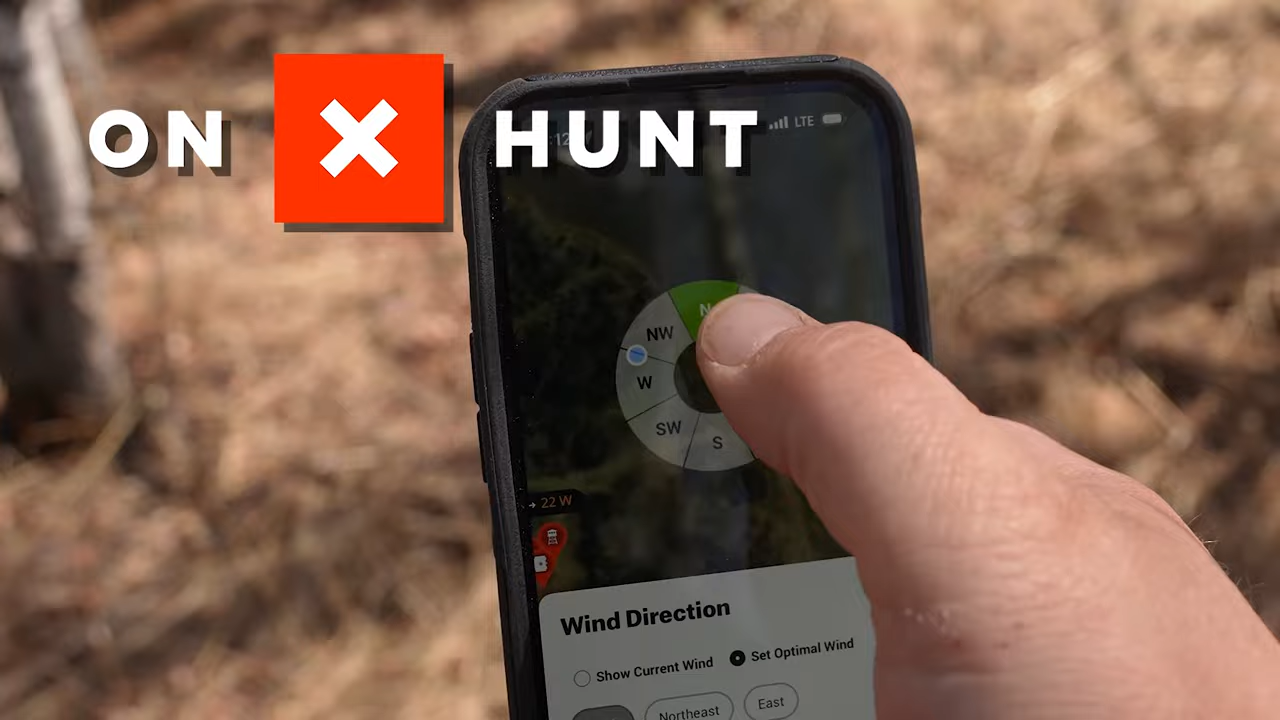 ON X HUNT
LTE
N
NW
W
SW
S
22 W
Wind Direction
Show Current Wind
Set Optimal Wind
Northeast
East